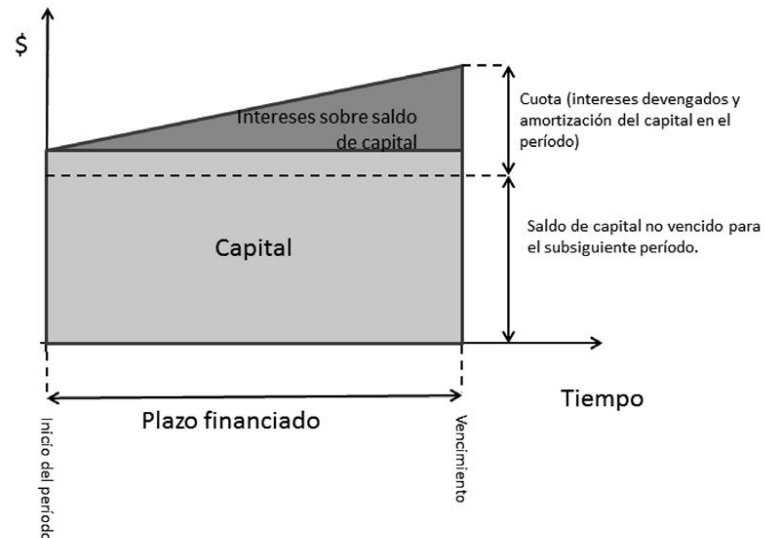 $
Intereses sobre saldo
de capital
Cuota (intereses devengados y
amortización del capital en el
período)
Capital
Saldo de capital no vencido para
el subsiguiente período.
Tiempo
Plazo financiado
Inicio del período
Vencimiento